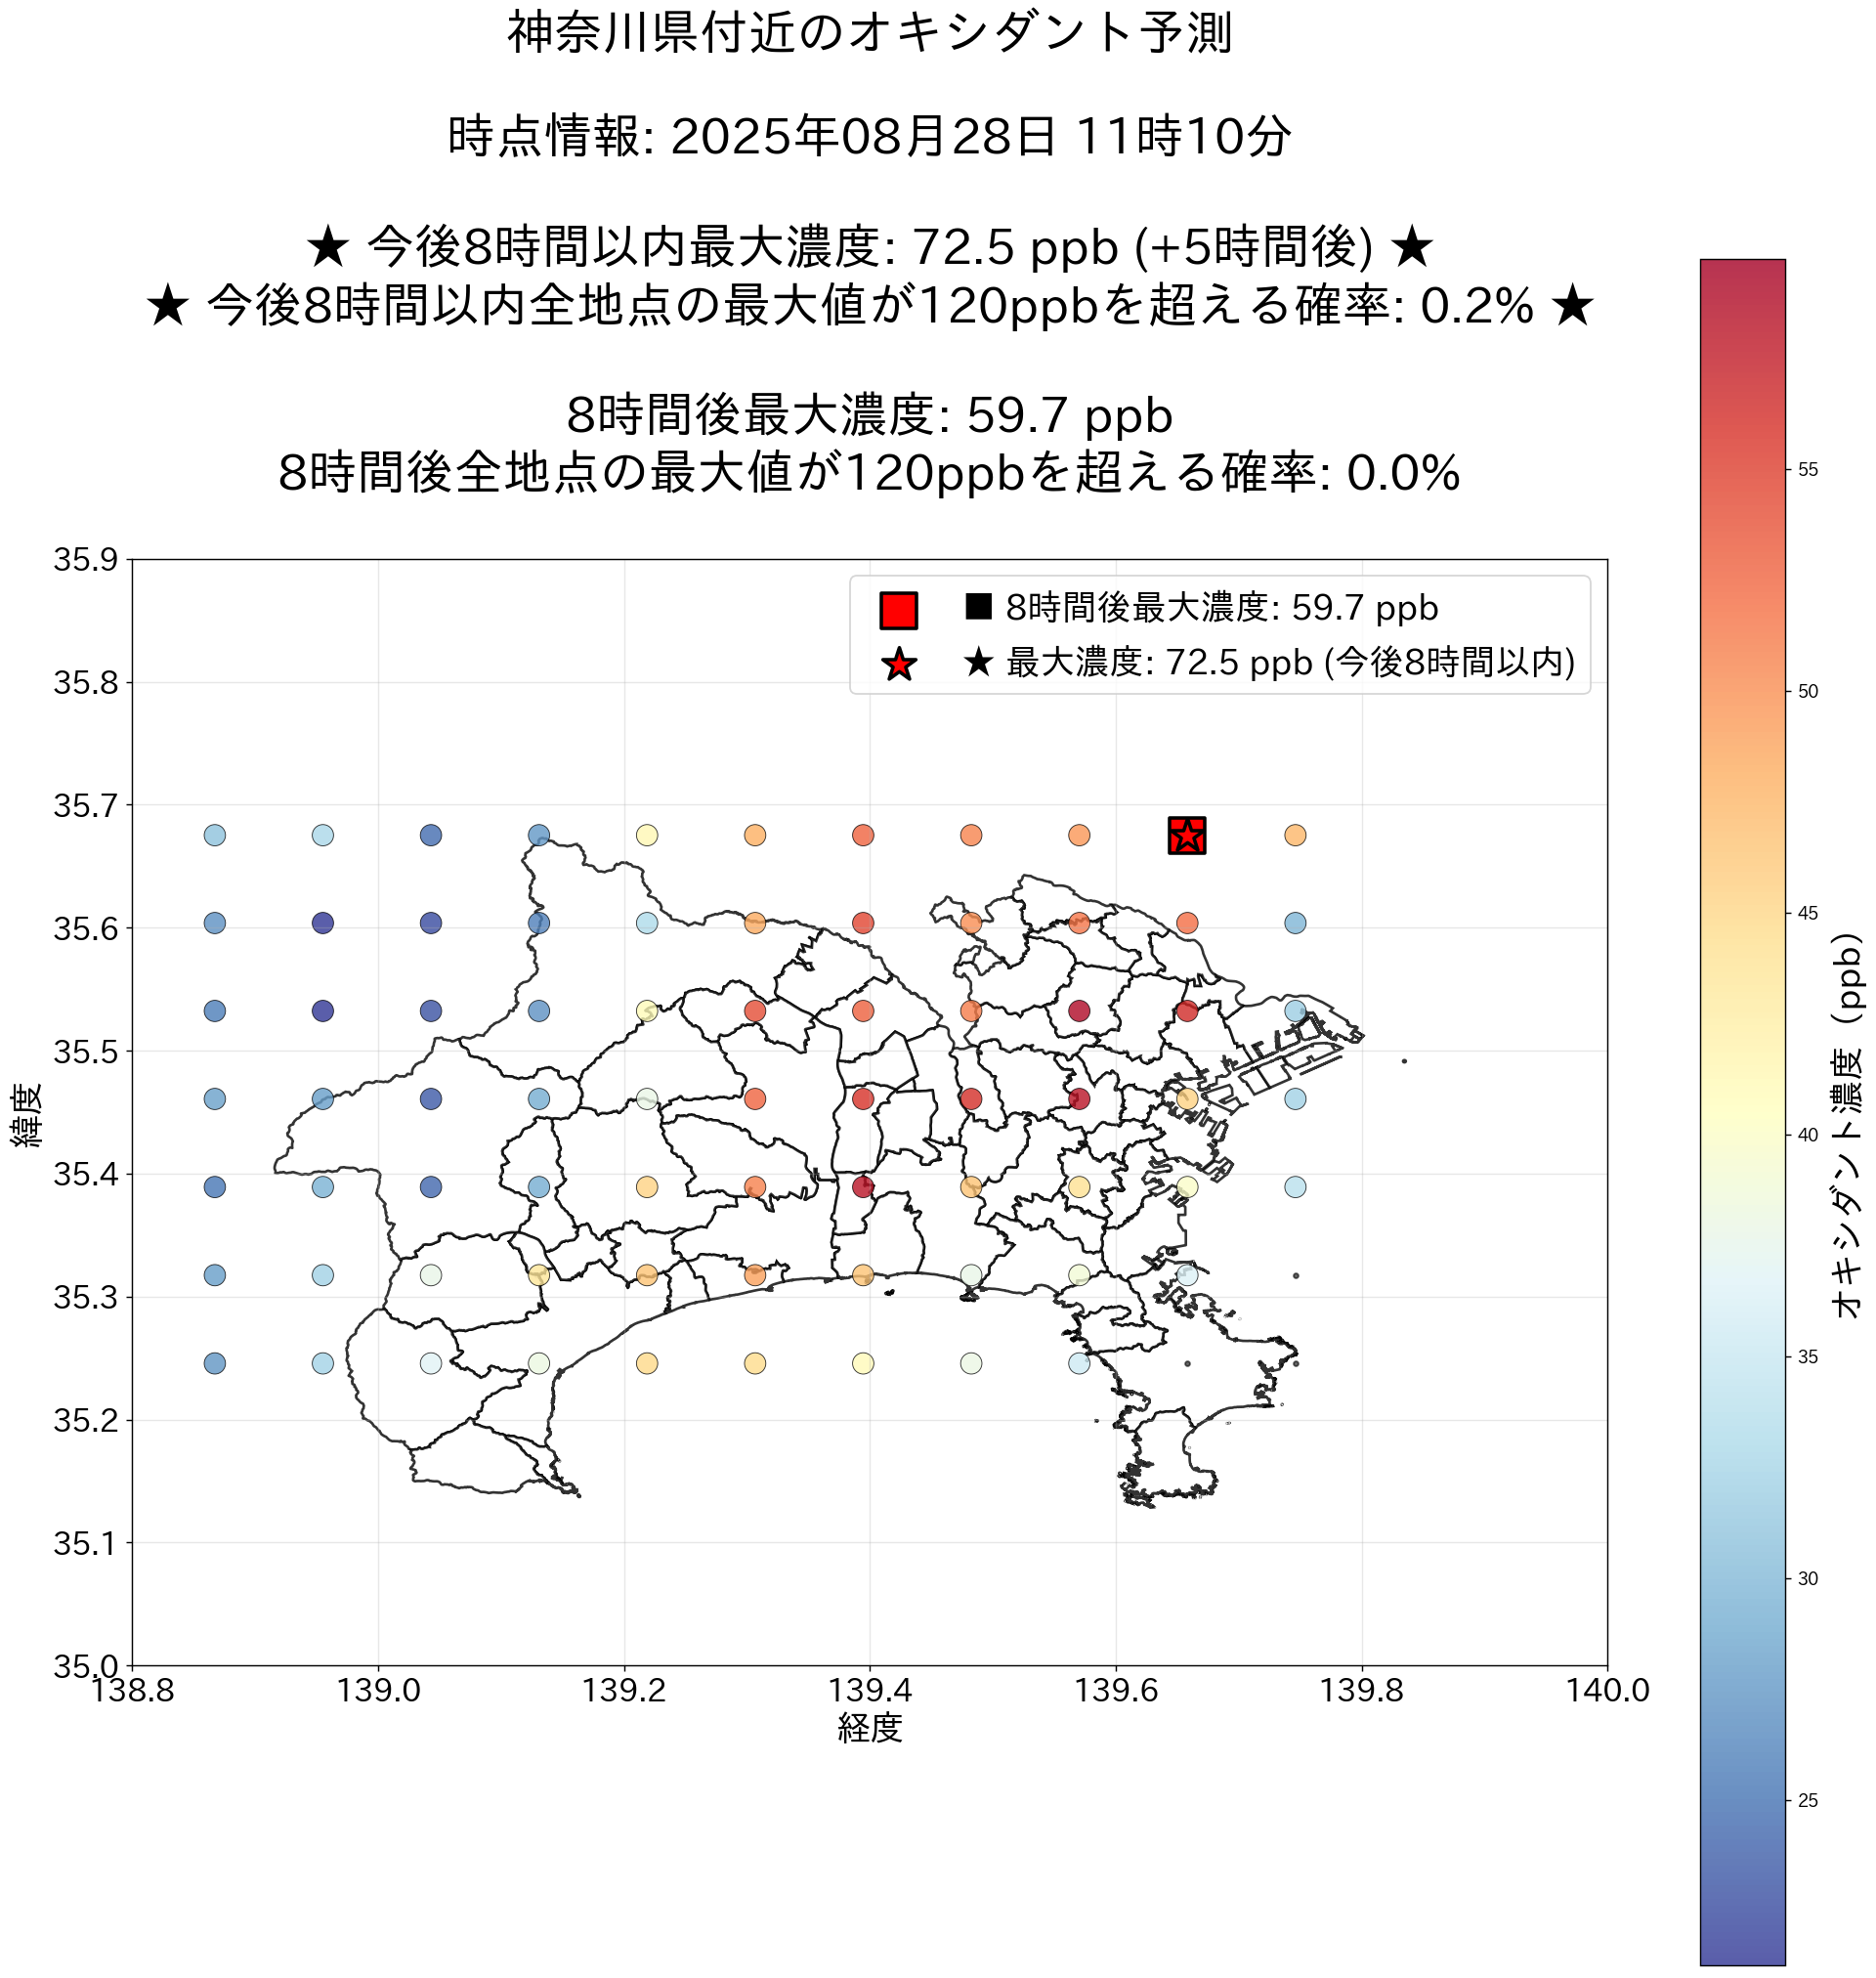 神奈川県付近のオキシダント予測
時点情報: 2025年08月28日 11時10分
★ 今後8時間以内最大濃度: 72.5 ppb (+5時間後) ★
★ 今後8時間以内全地点の最大値が120ppbを超える確率: 0.2% ★
8時間後最大濃度: 59.7 ppb
8時間後全地点の最大値が120ppbを超える確率: 0.0%
■ 8時間後最大濃度: 59.7 ppb
★ 最大濃度: 72.5 ppb (今後8時間以内)
35.9
35.8
35.7
35.6
35.5
35.4
35.3
35.2
35.1
35.0
緯度
138.8
139.0
139.2
139.4
139.6
139.8
140.0
経度
55
50
45
40
35
30
25
オキシダント濃度（ppb）